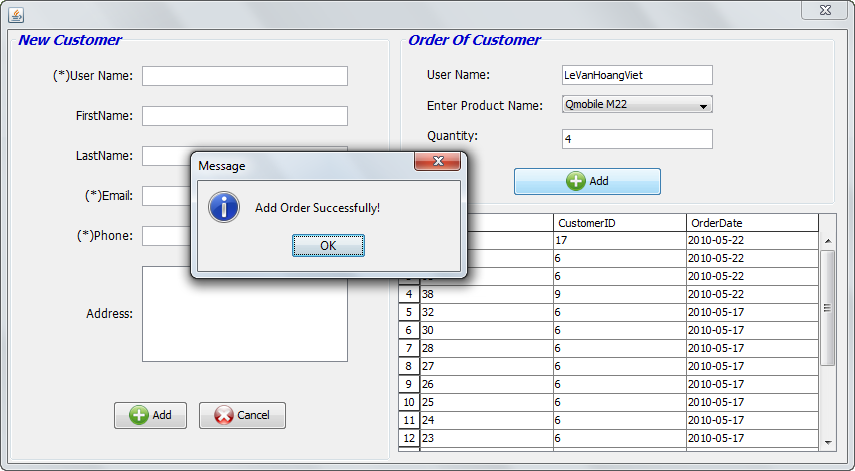 New Customer
(*)User Name:
FirstName:
LastName:
(*)Email:
(*)Phone:
Address:
Add Cancel
Order Of Customer
User Name: LeVanHoangViet
Enter Product Name: Qmobile M22
Quantity: 4
Add
Message
Add Order Successfully!
OK
CustomerID OrderDate
17 2010-05-22
6 2010-05-22
6 2010-05-22
4 38 9 2010-05-22
5 32 6 2010-05-17
6 30 6 2010-05-17
7 28 6 2010-05-17
8 27 6 2010-05-17
9 26 6 2010-05-17
10 25 6 2010-05-17
11 24 6 2010-05-17
12 23 6 2010-05-17